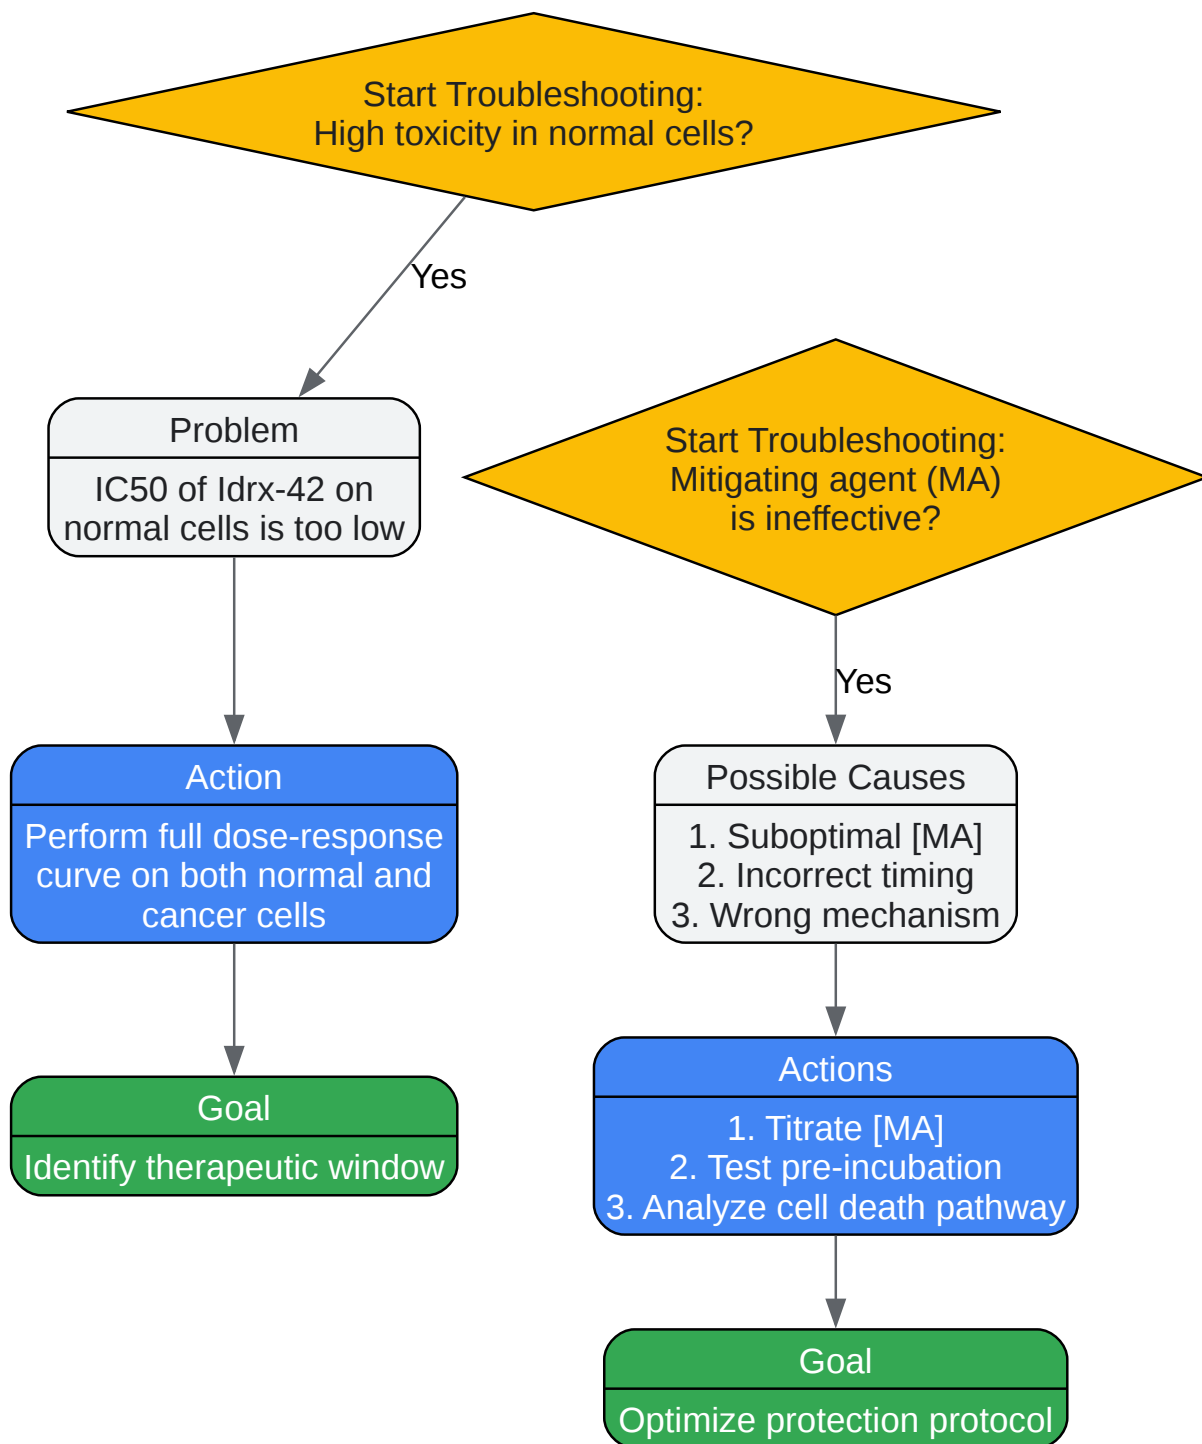 Start Troubleshooting:
High toxicity in normal cells?
Yes
Problem
IC50 of Idrx-42 on
normal cells is too low
Action
Perform full dose-response
curve on both normal and
cancer cells
Goal
Identify therapeutic window
Start Troubleshooting:
Mitigating agent (MA)
is ineffective?
Yes
Possible Causes
1. Suboptimal [MA]
2. Incorrect timing
3. Wrong mechanism
Actions
1. Titrate [MA]
2. Test pre-incubation
3. Analyze cell death pathway
Goal
Optimize protection protocol